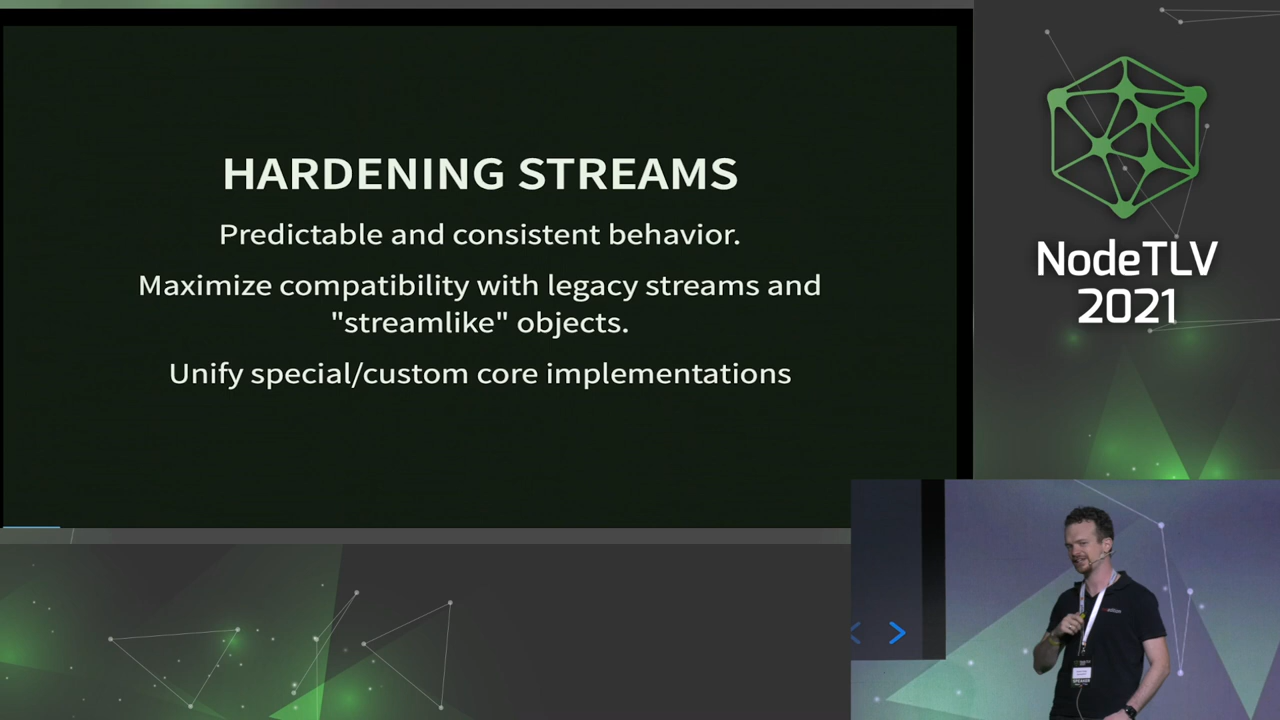 HARDENING STREAMS
Predictable and consistent behavior.
Maximize compatibility with legacy streams and
"streamlike" objects.
Unify special/custom core implementations
NodeTLV
2021
SPEAKER